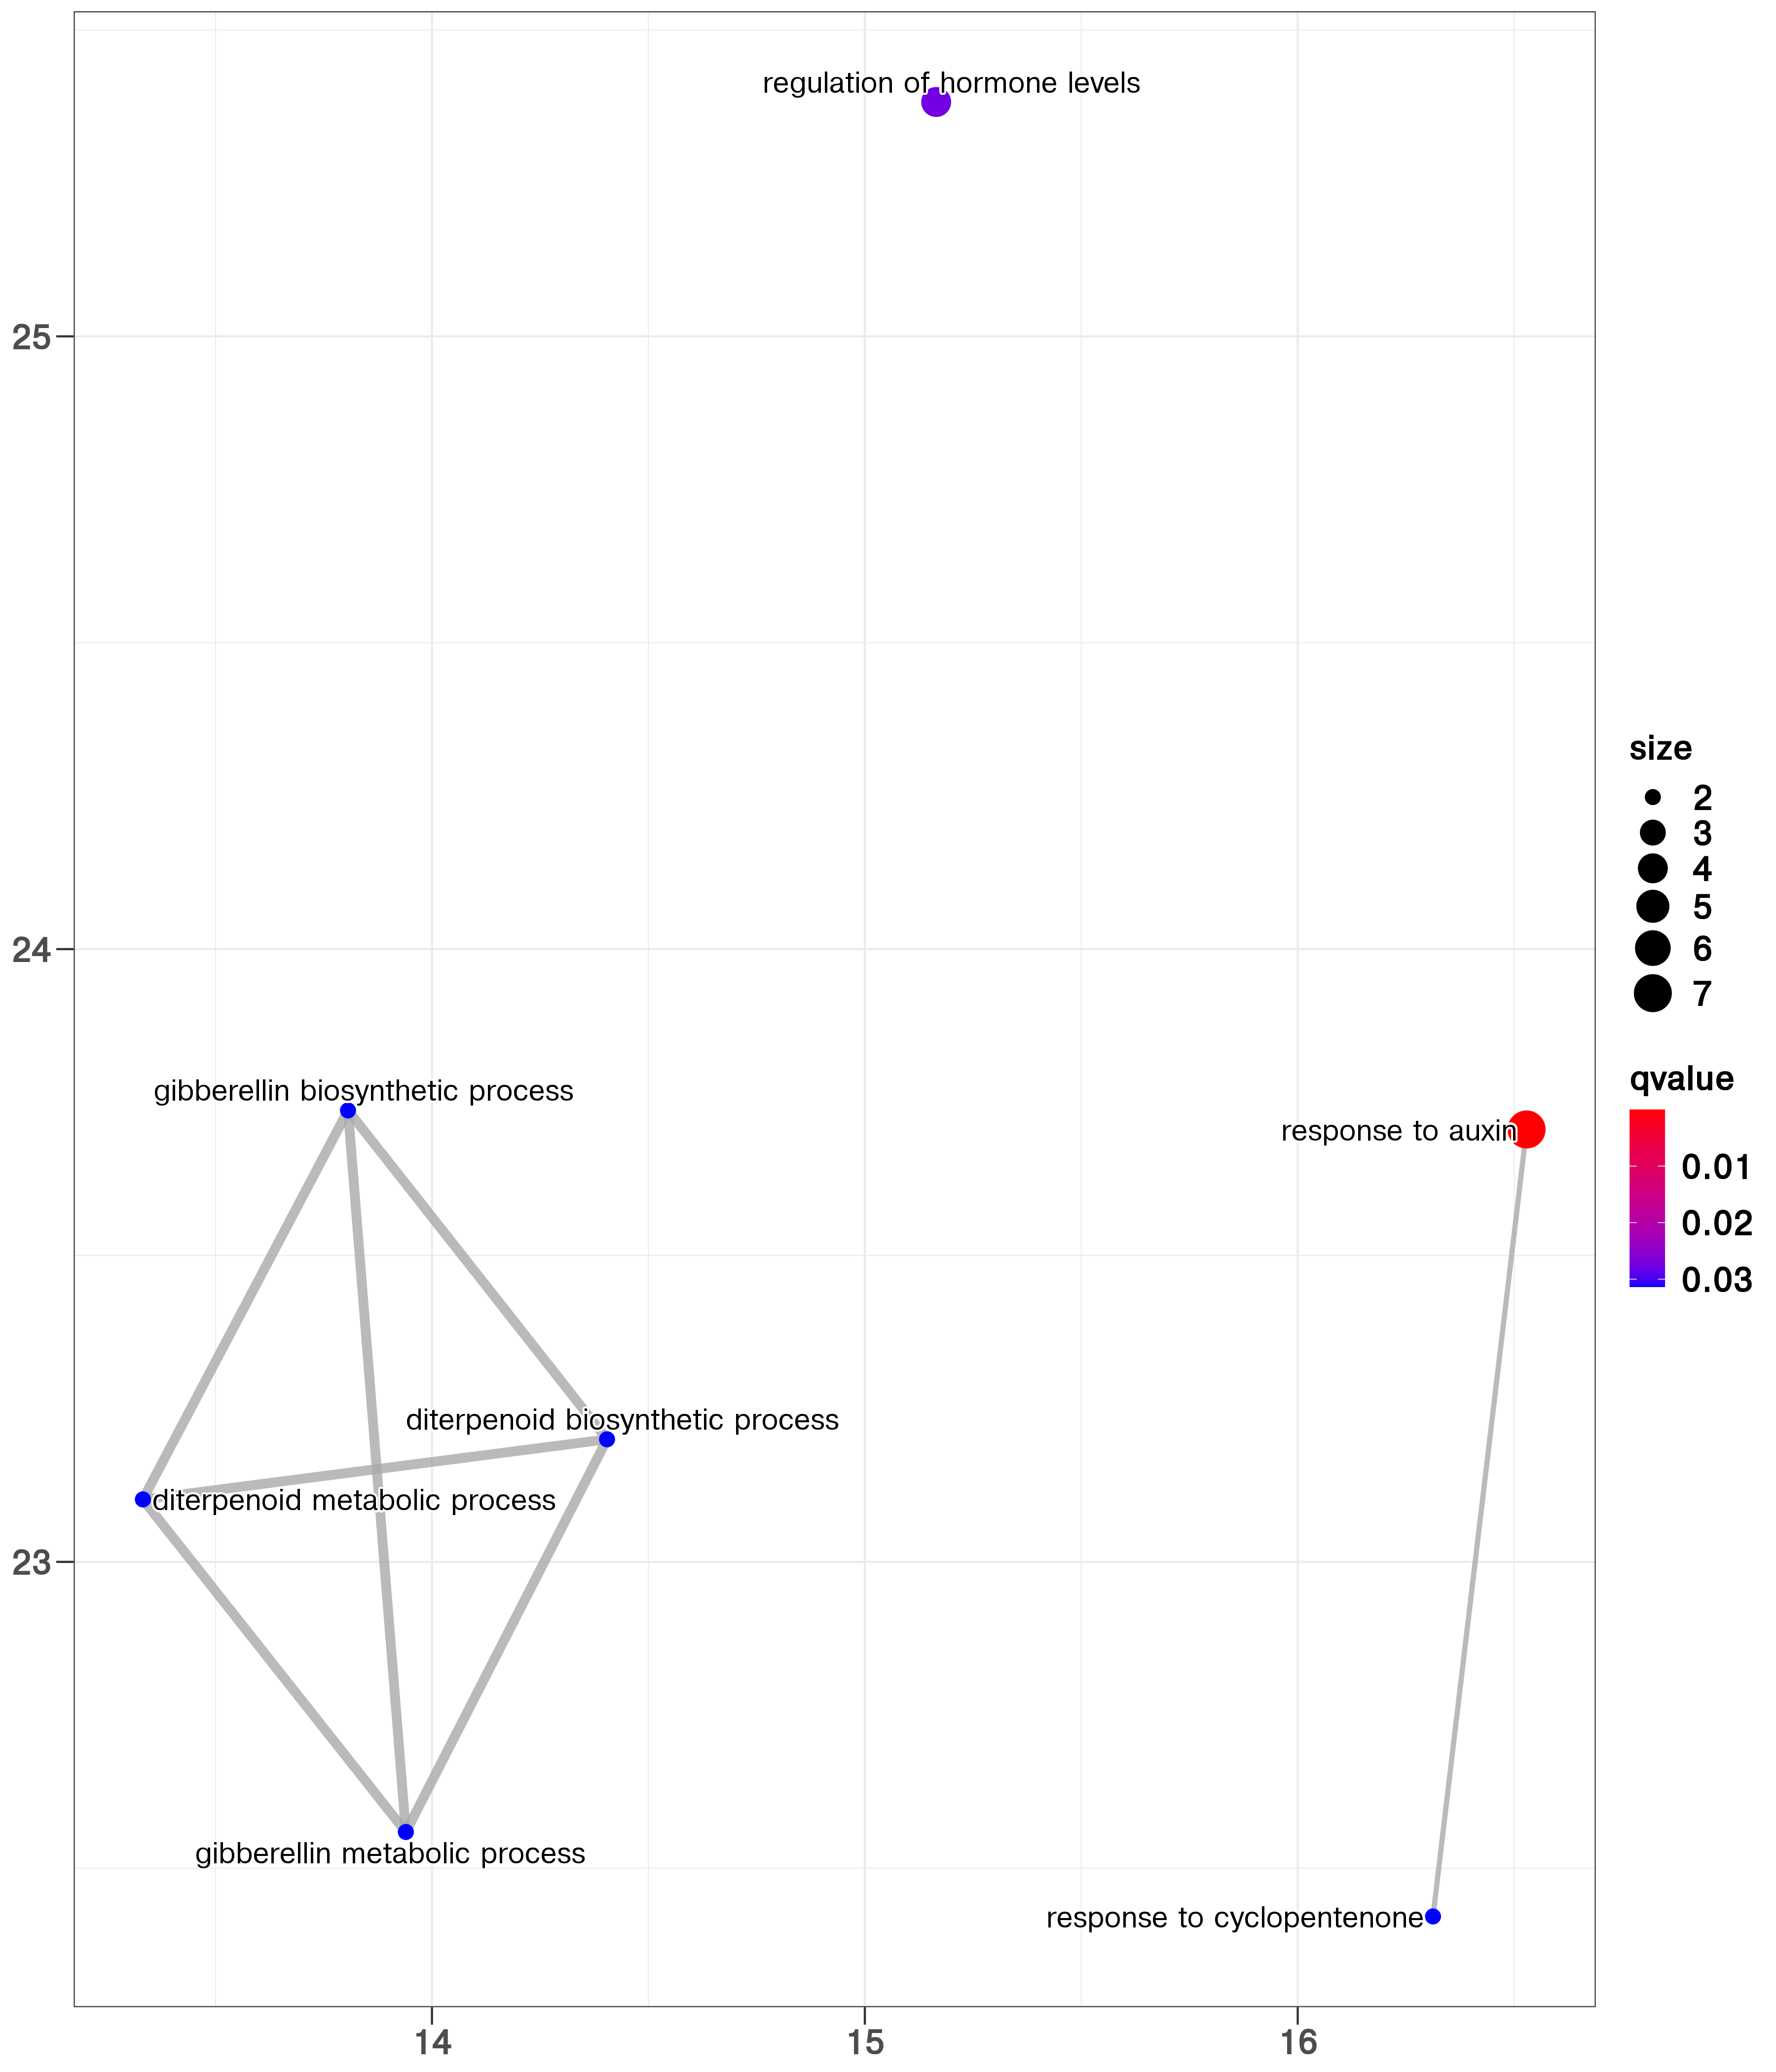 regulation of hormone levels
25
24
gibberellin biosynthetic process
response to auxin
diterpenoid biosynthetic process
diterpenoid metabolic process
23
gibberellin metabolic process
response to cyclopentenone
14
15
16
size
2
3
4
5
6
7
qvalue
0.01
0.02
0.03